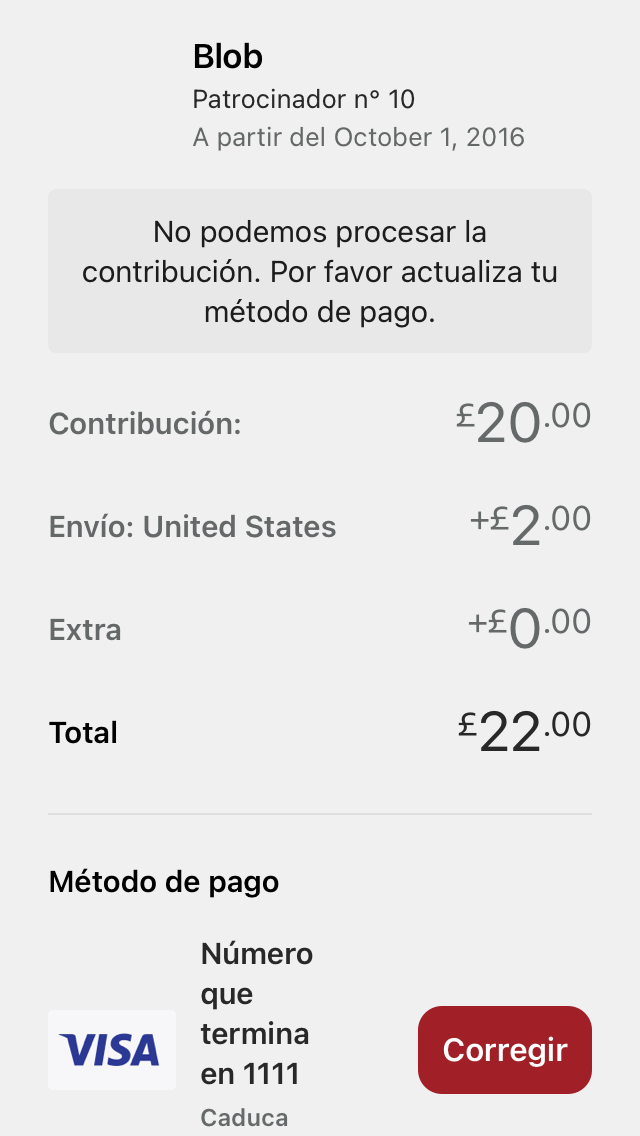 Blob
Patrocinador n° 10
A partir del October 1, 2016
No podemos procesar la
contribución. Por favor actualiza tu
método de pago.
Contribución: £20.00
Envío: United States +£2.00
Extra +£0.00
Total £22.00
Método de pago
Número
que
termina
en 1111
VISA
Corregir
Caduca